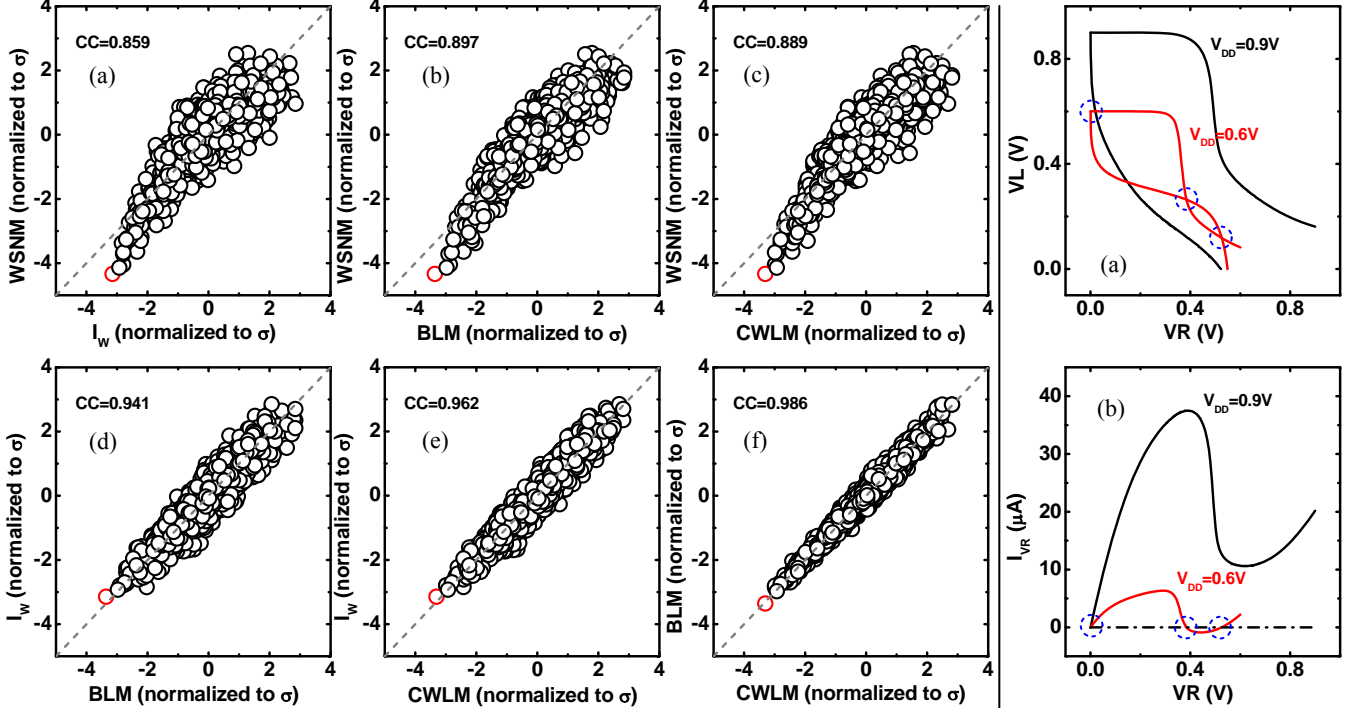 WSNM (normalized to σ)
4
2
0
-2
-4
CC=0.859
(a)
-4 -2 0 2 4
I_W (normalized to σ)
WSNM (normalized to σ)
4
2
0
-2
-4
CC=0.897
(b)
-4 -2 0 2 4
BLM (normalized to σ)
WSNM (normalized to σ)
4
2
0
-2
-4
CC=0.889
(c)
-4 -2 0 2 4
CWLM (normalized to σ)
VL (V)
0.8
0.4
0.0
V_DD=0.9V
V_DD=0.6V
(a)
0.0 0.4 0.8
VR (V)
I_W (normalized to σ)
4
2
0
-2
-4
CC=0.941
(d)
-4 -2 0 2 4
BLM (normalized to σ)
I_W (normalized to σ)
4
2
0
-2
-4
CC=0.962
(e)
-4 -2 0 2 4
CWLM (normalized to σ)
BLM (normalized to σ)
4
2
0
-2
-4
CC=0.986
(f)
-4 -2 0 2 4
CWLM (normalized to σ)
I_VR (μA)
40
30
20
10
0
(b)
V_DD=0.9V
V_DD=0.6V
0.0 0.4 0.8
VR (V)